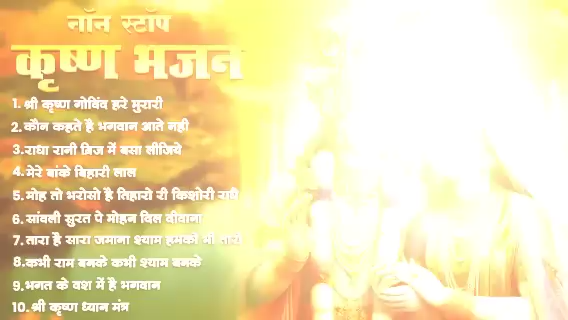 नॉन स्टॉप
कृष्ण भजन
1. श्री कृष्ण गोविंव हरे मुरारी
2. कौन कहते है भगवान आते नही
3. राधा रानी व्रिज में बसा लीजिये
4. मेरे बांके बिहारी लाल
5. मोह तो भरोसो है तिहारो री किशोरी राधे
6. सांवली सुरत पे मोहन दिल दीवाना
7. तारा है सारा जमाना श्याम हमको भी तारो
8. कभी राम बनके कभी श्याम बनके
9. भगत के वश में है भगवान
10. श्री कृष्ण ध्यान मंत्र